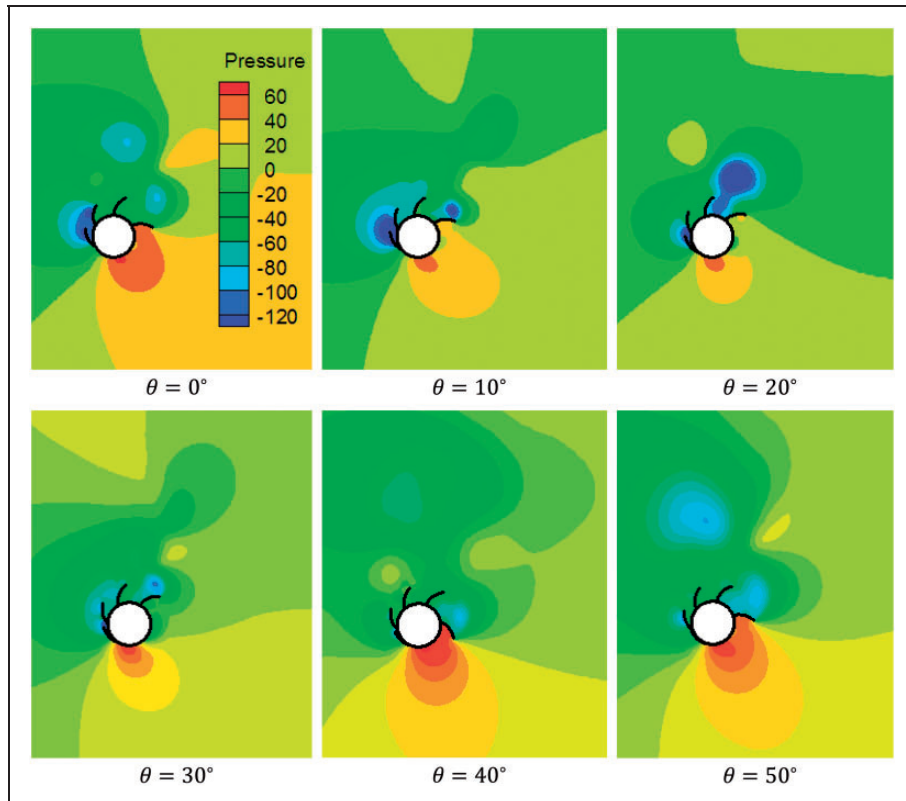 Pressure
60
40
20
0
-20
-40
-60
-80
-100
-120
θ = 0°
θ = 10°
θ = 20°
θ = 30°
θ = 40°
θ = 50°